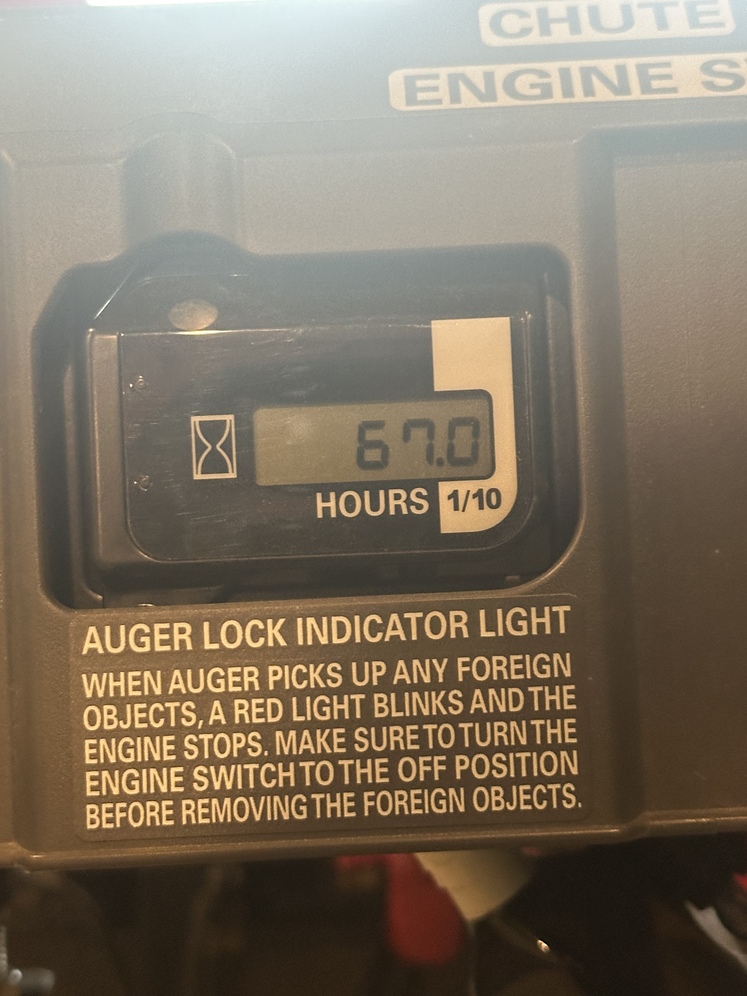 CHUTE
ENGINE
67.0
HOURS 1/10
AUGER LOCK INDICATOR LIGHT
WHEN AUGER PICKS UP ANY FOREIGN
OBJECTS, A RED LIGHT BLINKS AND THE
ENGINE STOPS. MAKE SURE TO TURN THE
ENGINE SWITCH TO THE OFF POSITION
BEFORE REMOVING THE FOREIGN OBJECTS.